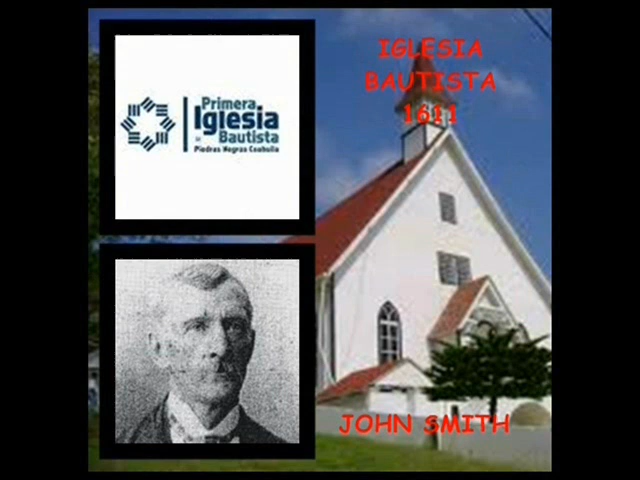 Primera
Iglesia
Bautista
Piedras Negras Coahuila
IGLESIA
BAUTISTA
1611
JOHN SMITH